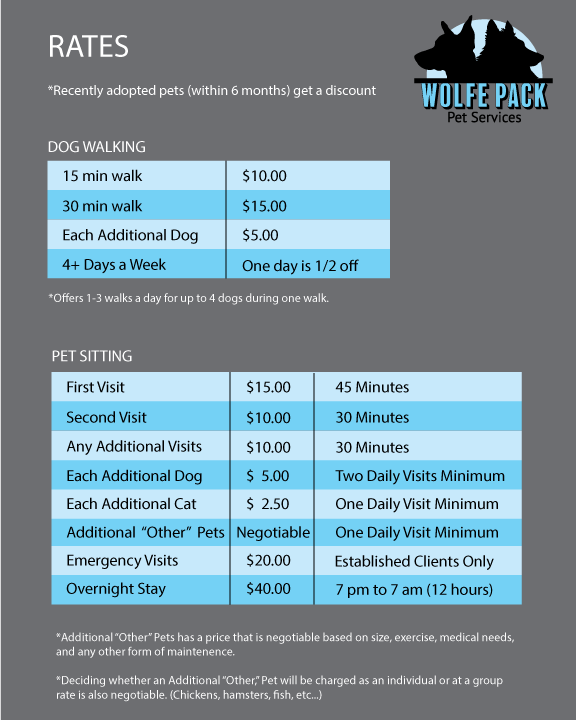 RATES
WOLFE PACK
Pet Services
*Recently adopted pets (within 6 months) get a discount
DOG WALKING
15 min walk $10.00
30 min walk $15.00
Each Additional Dog $5.00
4+ Days a Week One day is 1/2 off
*Offers 1-3 walks a day for up to 4 dogs during one walk.
PET SITTING
First Visit $15.00 45 Minutes
Second Visit $10.00 30 Minutes
Any Additional Visits $10.00 30 Minutes
Each Additional Dog $ 5.00 Two Daily Visits Minimum
Each Additional Cat $ 2.50 One Daily Visit Minimum
Additional “Other” Pets Negotiable One Daily Visit Minimum
Emergency Visits $20.00 Established Clients Only
Overnight Stay $40.00 7 pm to 7 am (12 hours)
*Additional “Other” Pets has a price that is negotiable based on size, exercise, medical needs,
and any other form of maintenence.
*Deciding whether an Additional “Other,” Pet will be charged as an individual or at a group
rate is also negotiable. (Chickens, hamsters, fish, etc...)